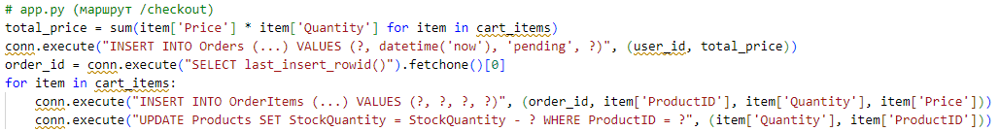 # app.py (маршрут /checkout)
total_price = sum(item['Price'] * item['Quantity'] for item in cart_items)
conn.execute("INSERT INTO Orders (...) VALUES (?, datetime('now'), 'pending', ?)", (user_id, total_price))
order_id = conn.execute("SELECT last_insert_rowid()").fetchone()[0]
for item in cart_items:
    conn.execute("INSERT INTO OrderItems (...) VALUES (?, ?, ?, ?)", (order_id, item['ProductID'], item['Quantity'], item['Price']))
    conn.execute("UPDATE Products SET StockQuantity = StockQuantity - ? WHERE ProductID = ?", (item['Quantity'], item['ProductID']))